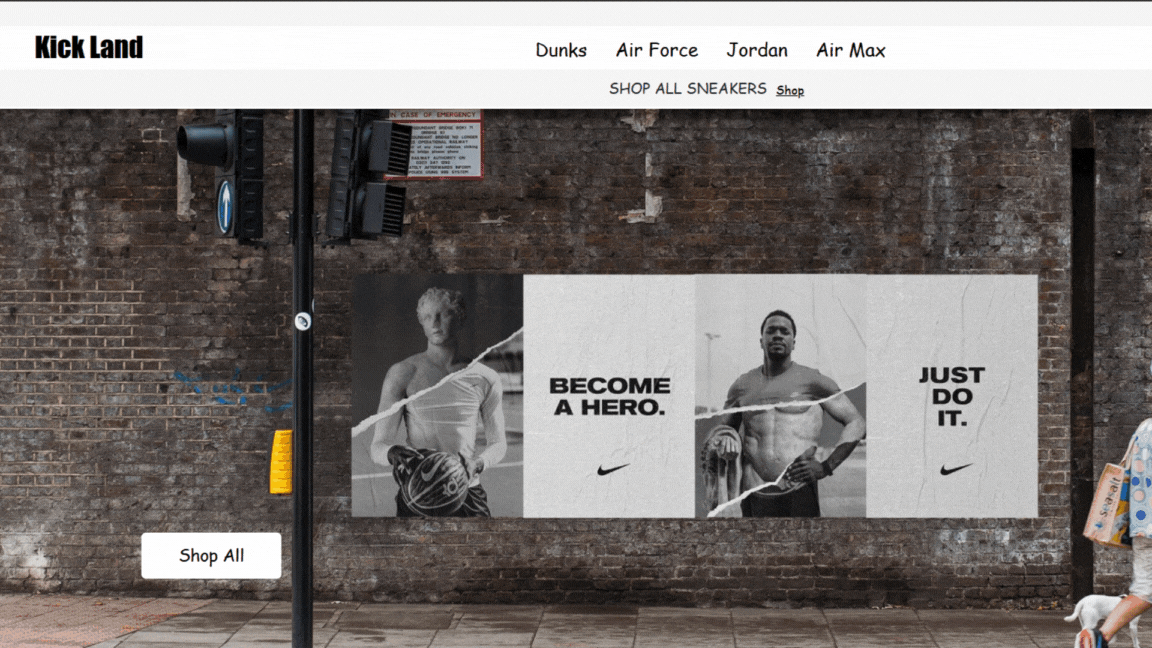 Kick Land
Dunks Air Force Jordan Air Max
SHOP ALL SNEAKERS Shop
IN CASE OF EMERGENCY
BECOME
A HERO.
JUST
DO
IT.
Shop All